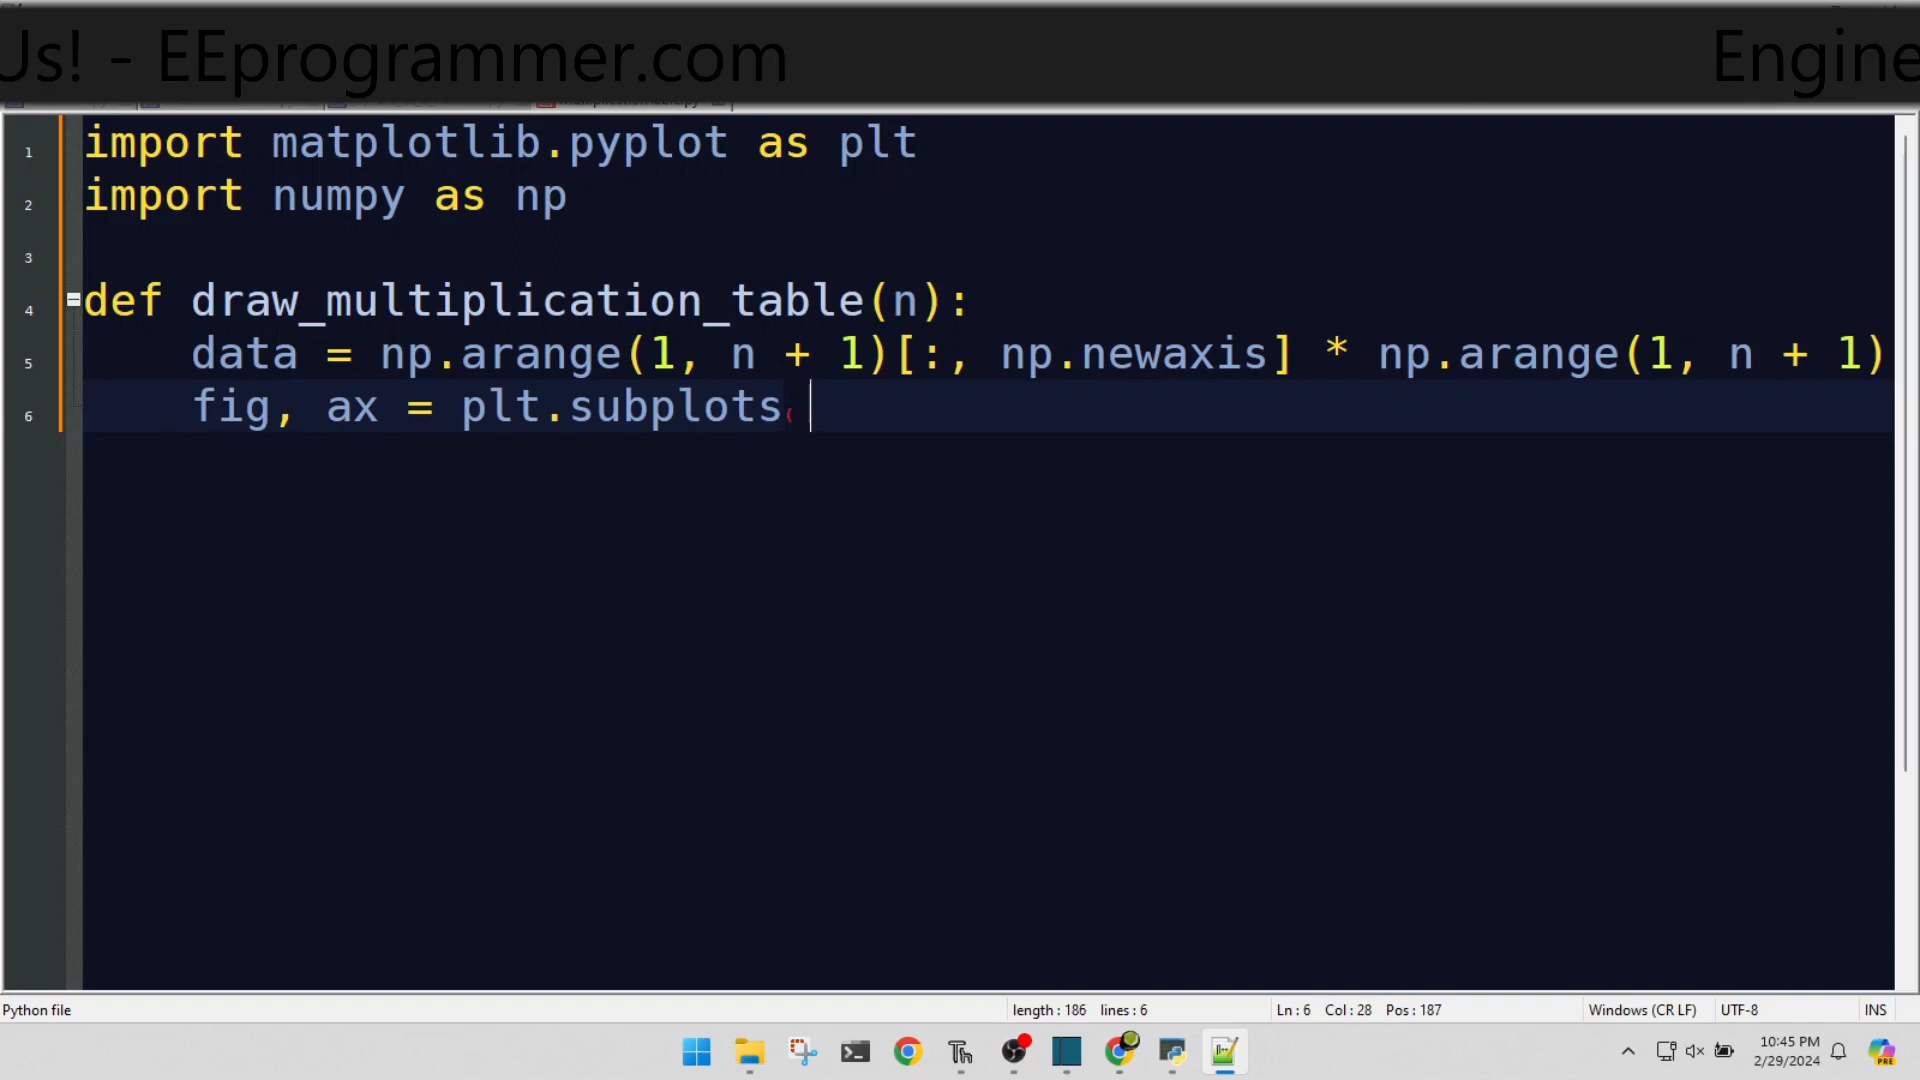 Us! - EEprogrammer.com Engine
1 import matplotlib.pyplot as plt
2 import numpy as np
3
4 def draw_multiplication_table(n):
5 data = np.arange(1, n + 1)[:, np.newaxis] * np.arange(1, n + 1)
6 fig, ax = plt.subplots(
Python file length : 186 lines : 6 Ln : 6 Col : 28 Pos : 187 Windows (CR LF) UTF-8 INS
Th 10:45 PM
2/29/2024
PRE